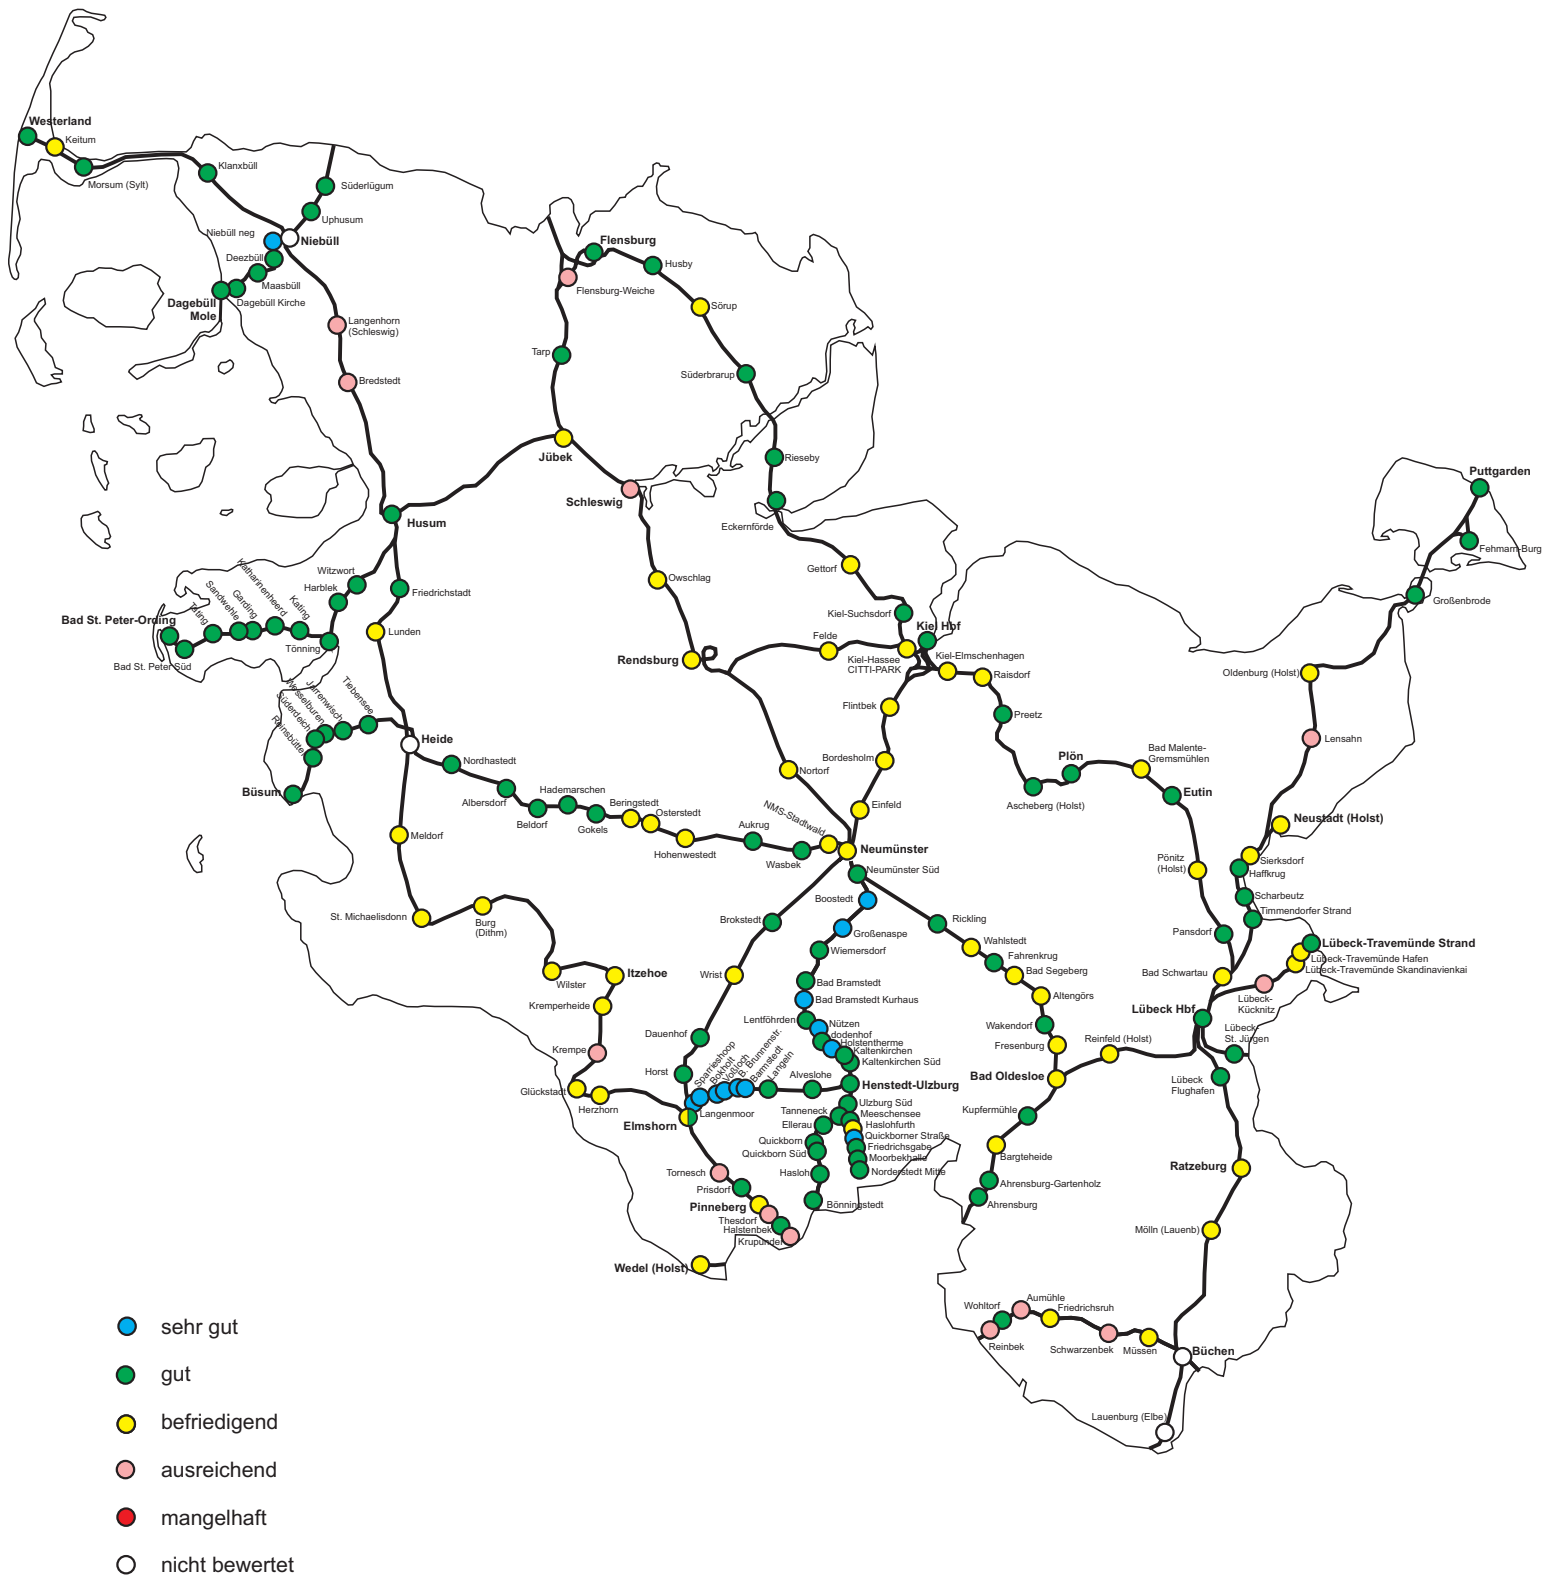 Westerland
Keitum
Morsum (Sylt)
Klanxbüll
Süderlügum
Uphusum
Niebüll neg
Niebüll
Deezbüll
Maasbüll
Dagebüll Kirche
Dagebüll
Mole
Langenhorn
(Schleswig)
Bredstedt
Flensburg
Husby
Flensburg-Weiche
Sörup
Tarp
Süderbrarup
Jübek
Rieseby
Schleswig
Eckernförde
Husum
Puttgarden
Fehmarn-Burg
Großenbrode
Gettorf
Owschlag
Witzwort
Harblek
Friedrichstadt
Katharinenheerd
Sandwehle
Garding
Kating
Tating
Bad St. Peter-Ording
Bad St. Peter Süd
Tönning
Lunden
Kiel-Suchsdorf
Kiel Hbf
Felde
Kiel-Hassee
CITTI-PARK
Kiel-Elmschenhagen
Raisdorf
Rendsburg
Oldenburg (Holst)
Flintbek
Preetz
Tiebensee
Jarrenwisch
Wesselburen
Süderdeich
Reinsbüttel
Heide
Büsum
Nordhastedt
Albersdorf
Beldorf
Hademarschen
Gokels
Beringstedt
Osterstedt
Hohenwestedt
Aukrug
Wasbek
NMS-Stadtwald
Nortorf
Bordesholm
Einfeld
Neumünster
Neumünster Süd
Plön
Ascheberg (Holst)
Bad Malente-
Gremsmühlen
Eutin
Lensahn
Neustadt (Holst)
Sierksdorf
Haffkrug
Scharbeutz
Timmendorfer Strand
Pönitz
(Holst)
Pansdorf
Bad Schwartau
Lübeck-Travemünde Strand
Lübeck-Travemünde Hafen
Lübeck-Travemünde Skandinavienkai
Lübeck-
Kücknitz
Lübeck Hbf
Lübeck-
St. Jürgen
Lübeck
Flughafen
Meldorf
St. Michaelisdonn
Burg
(Dithm)
Wilster
Itzehoe
Kremperheide
Krempe
Glückstadt
Herzhorn
Brokstedt
Wrist
Dauenhof
Horst
Elmshorn
Boostedt
Großenaspe
Wiemersdorf
Bad Bramstedt
Bad Bramstedt Kurhaus
Lentföhrden
Nützen
dodenhof
Holstentherme
Kaltenkirchen
Kaltenkirchen Süd
Sparrieshoop
Bokholt
Voßloch
B. Brunnenstr.
Barmstedt
Langeln
Langenmoor
Alveslohe
Henstedt-Ulzburg
Ulzburg Süd
Tanneneck
Meeschensee
Ellerau
Haslohfurth
Quickborn
Quickborner Straße
Quickborn Süd
Friedrichsgabe
Moorbekhalle
Hasloh
Norderstedt Mitte
Bönningstedt
Tornesch
Prisdorf
Pinneberg
Thesdorf
Halstenbek
Krupunder
Wedel (Holst)
Rickling
Wahlstedt
Fahrenkrug
Bad Segeberg
Altengörs
Wakendorf
Fresenburg
Reinfeld (Holst)
Bad Oldesloe
Kupfermühle
Bargteheide
Ahrensburg-Gartenholz
Ahrensburg
Ratzeburg
Mölln (Lauenb)
Wohltorf
Aumühle
Friedrichsruh
Reinbek
Schwarzenbek
Müssen
Büchen
Lauenburg (Elbe)
sehr gut
gut
befriedigend
ausreichend
mangelhaft
nicht bewertet